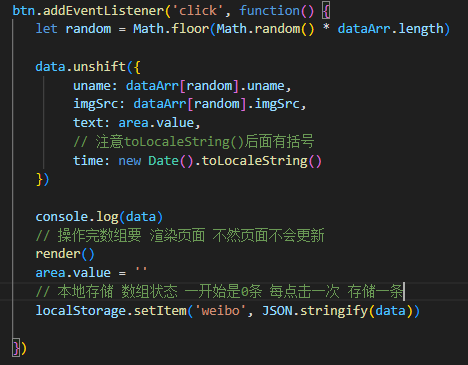 btn.addEventListener('click', function() {
let random = Math.floor(Math.random() * dataArr.length)
data.unshift({
uname: dataArr[random].uname,
imgSrc: dataArr[random].imgSrc,
text: area.value,
// 注意toLocaleString()后面有括号
time: new Date().toLocaleString()
})
console.log(data)
// 操作完数组要 渲染页面 不然页面不会更新
render()
area.value = ''
// 本地存储 数组状态 一开始是0条 每点击一次 存储一条
localStorage.setItem('weibo', JSON.stringify(data))
})